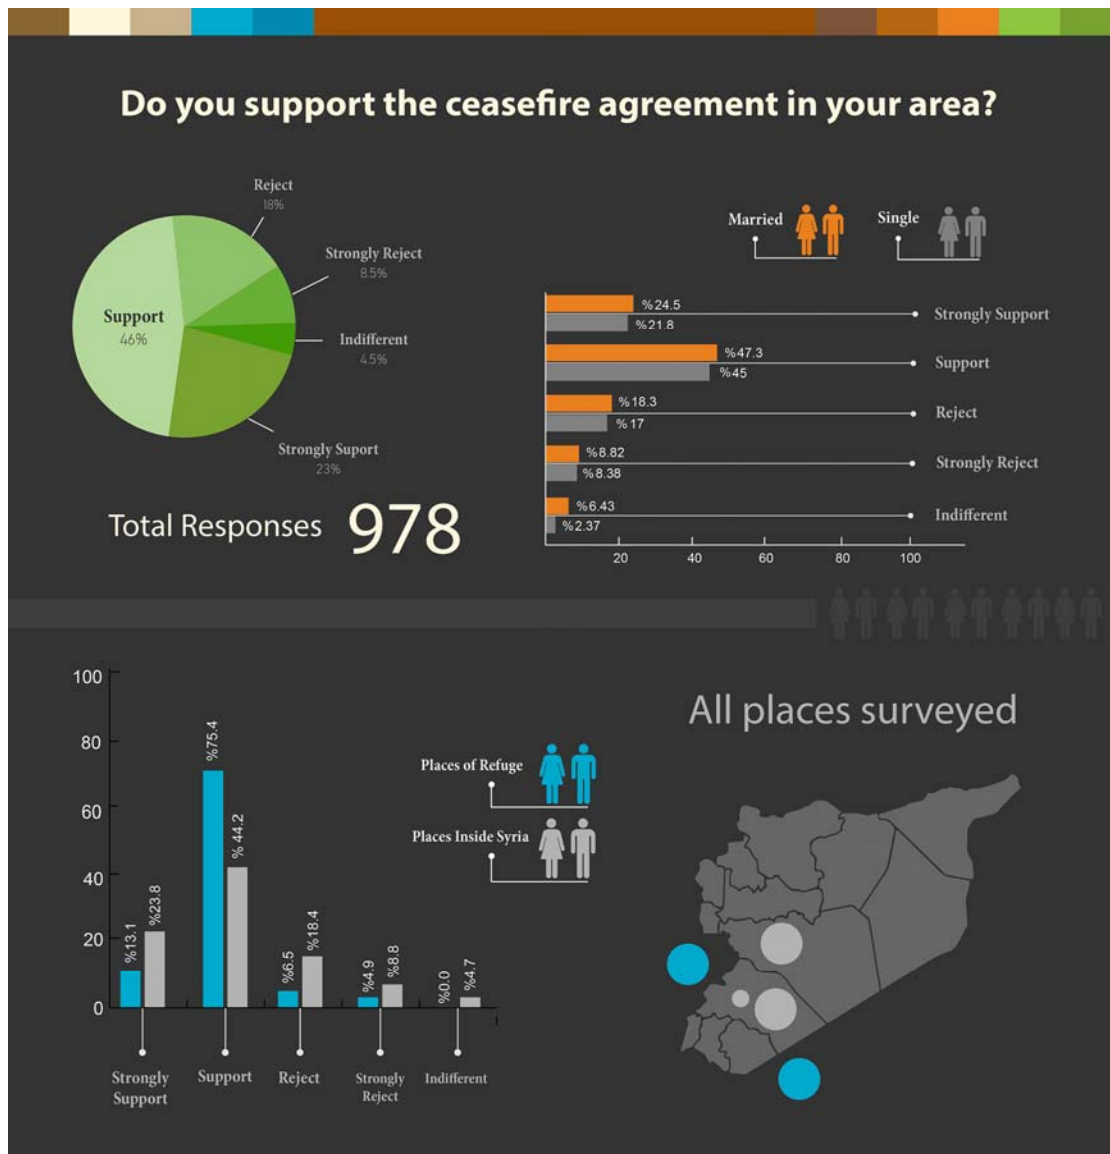 Do you support the ceasefire agreement in your area?
Reject
18%
Strongly Reject
8.5%
Support
46%
Indifferent
4.5%
Strongly Suport
23%
Total Responses 978
Married
Single
%24.5
%21.8
Strongly Support
%47.3
%45
Support
%18.3
%17
Reject
%8.82
%8.38
Strongly Reject
%6.43
%2.37
Indifferent
20 40 60 80 100
100
80
60
40
20
0
%13.1
%23.8
%75.4
% 44.2
%6.5
%18.4
%4.9
%8.8
%0.0
%4.7
Strongly
Support
Support
Reject
Strongly
Reject
Indifferent
Places of Refuge
Places Inside Syria
All places surveyed